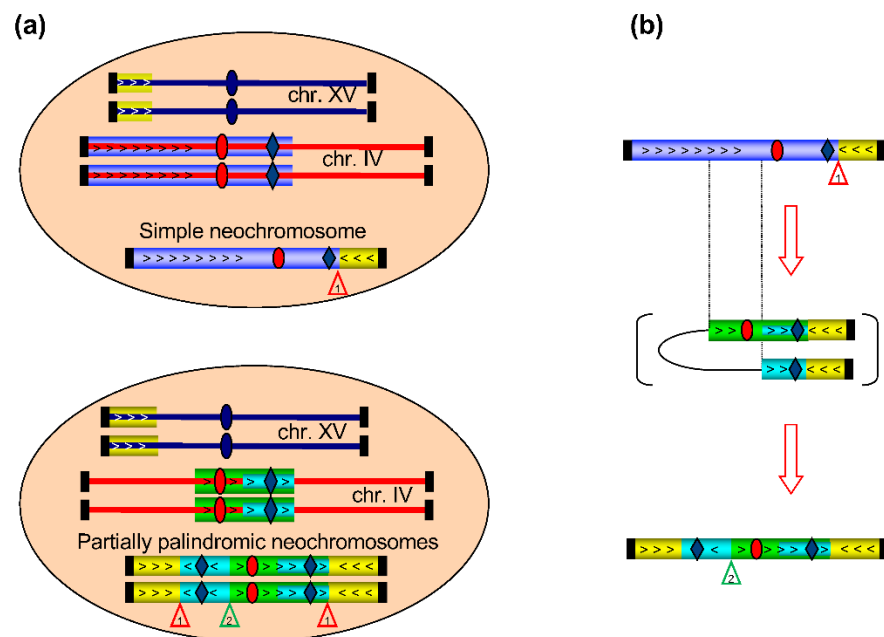 (a)
chr. XV
> > >
chr. IV
> > > > > > > >
> > > > > > > >
Simple neochromosome
> > > > > > > > < < <
1
chr. XV
> > >
> > >
chr. IV
Partially palindromic neochromosomes
1 2 1
(b)
> > > > > > > > < < <
1
2